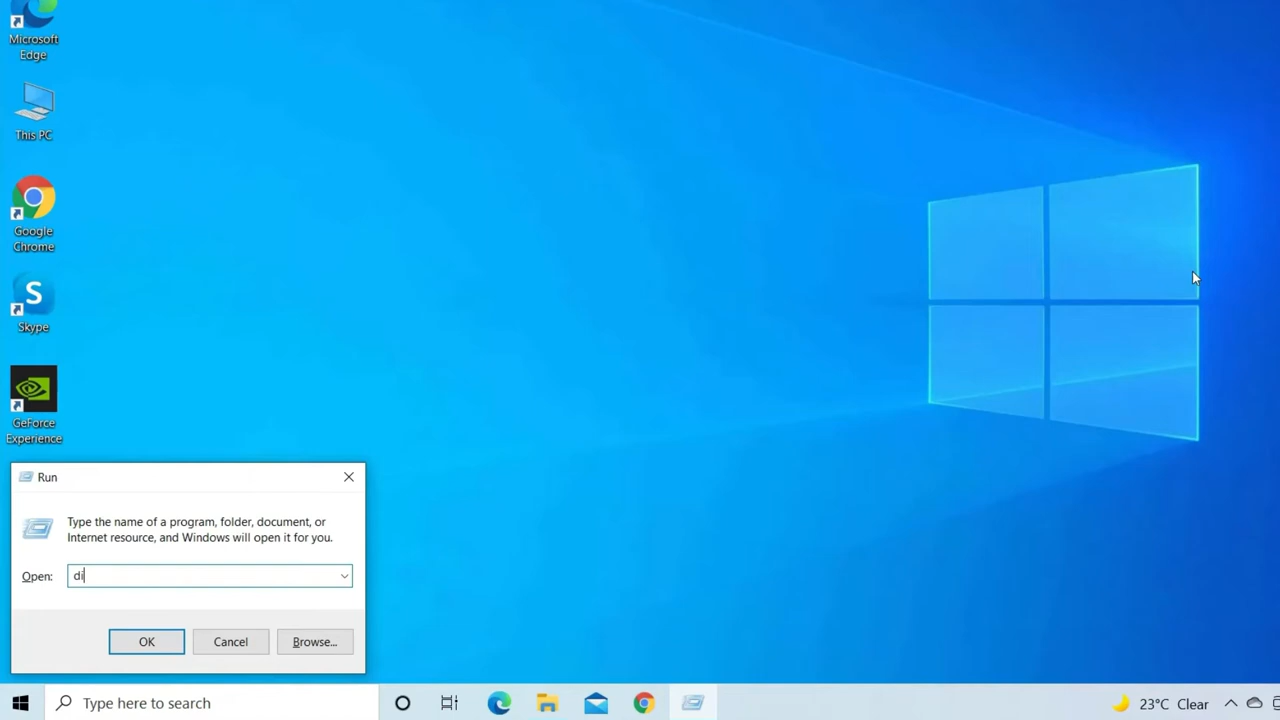 Microsoft
Edge
This PC
Google
Chrome
S
Skype
GeForce
Experience
Run
Type the name of a program, folder, document, or
Internet resource, and Windows will open it for you.
Open: di
OK Cancel Browse...
Type here to search
23°C Clear